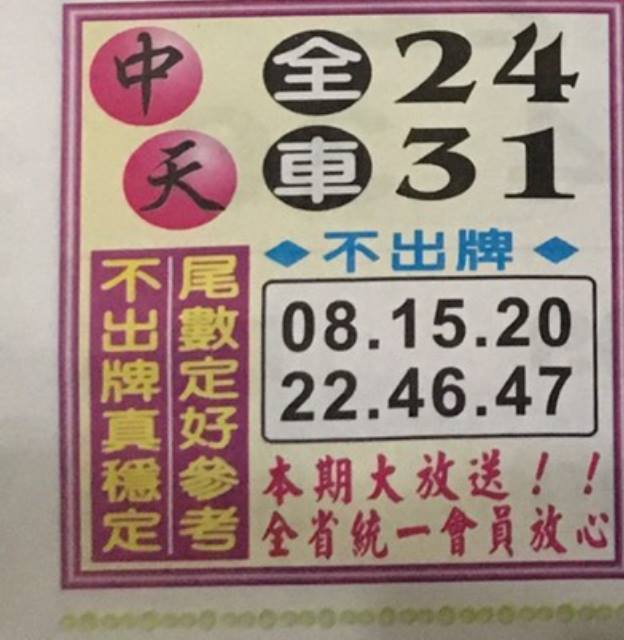 中天
全車
24
31
不出牌
尾數定好參考
不出牌真穩定
08.15.20
22.46.47
本期大放送！！
全省統一會員放心